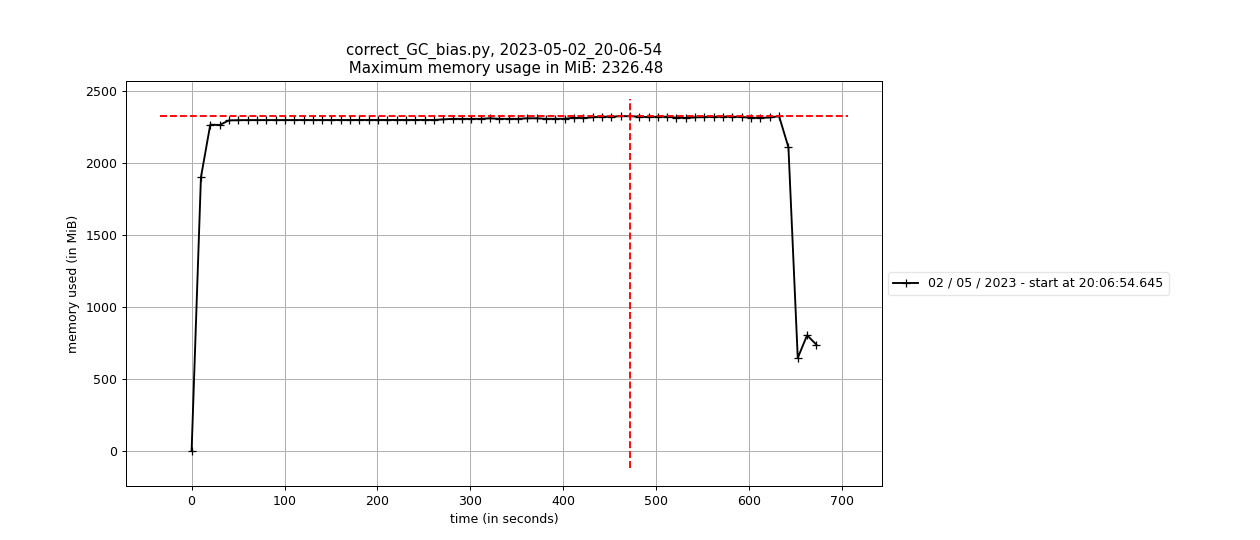 correct_GC_bias.py, 2023-05-02_20-06-54
Maximum memory usage in MiB: 2326.48
2500
2000
1500
1000
500
0
memory used (in MiB)
0 100 200 300 400 500 600 700
time (in seconds)
02 / 05 / 2023 - start at 20:06:54.645